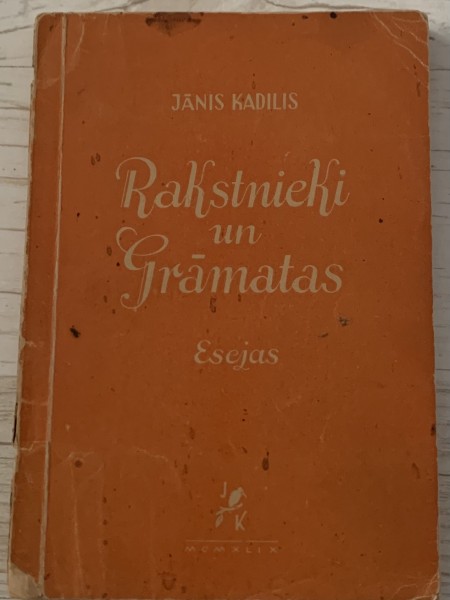 JĀNIS KADILIS
Rakstnieki
un
Grāmatas
Esejas
J
K
MCMXLIX